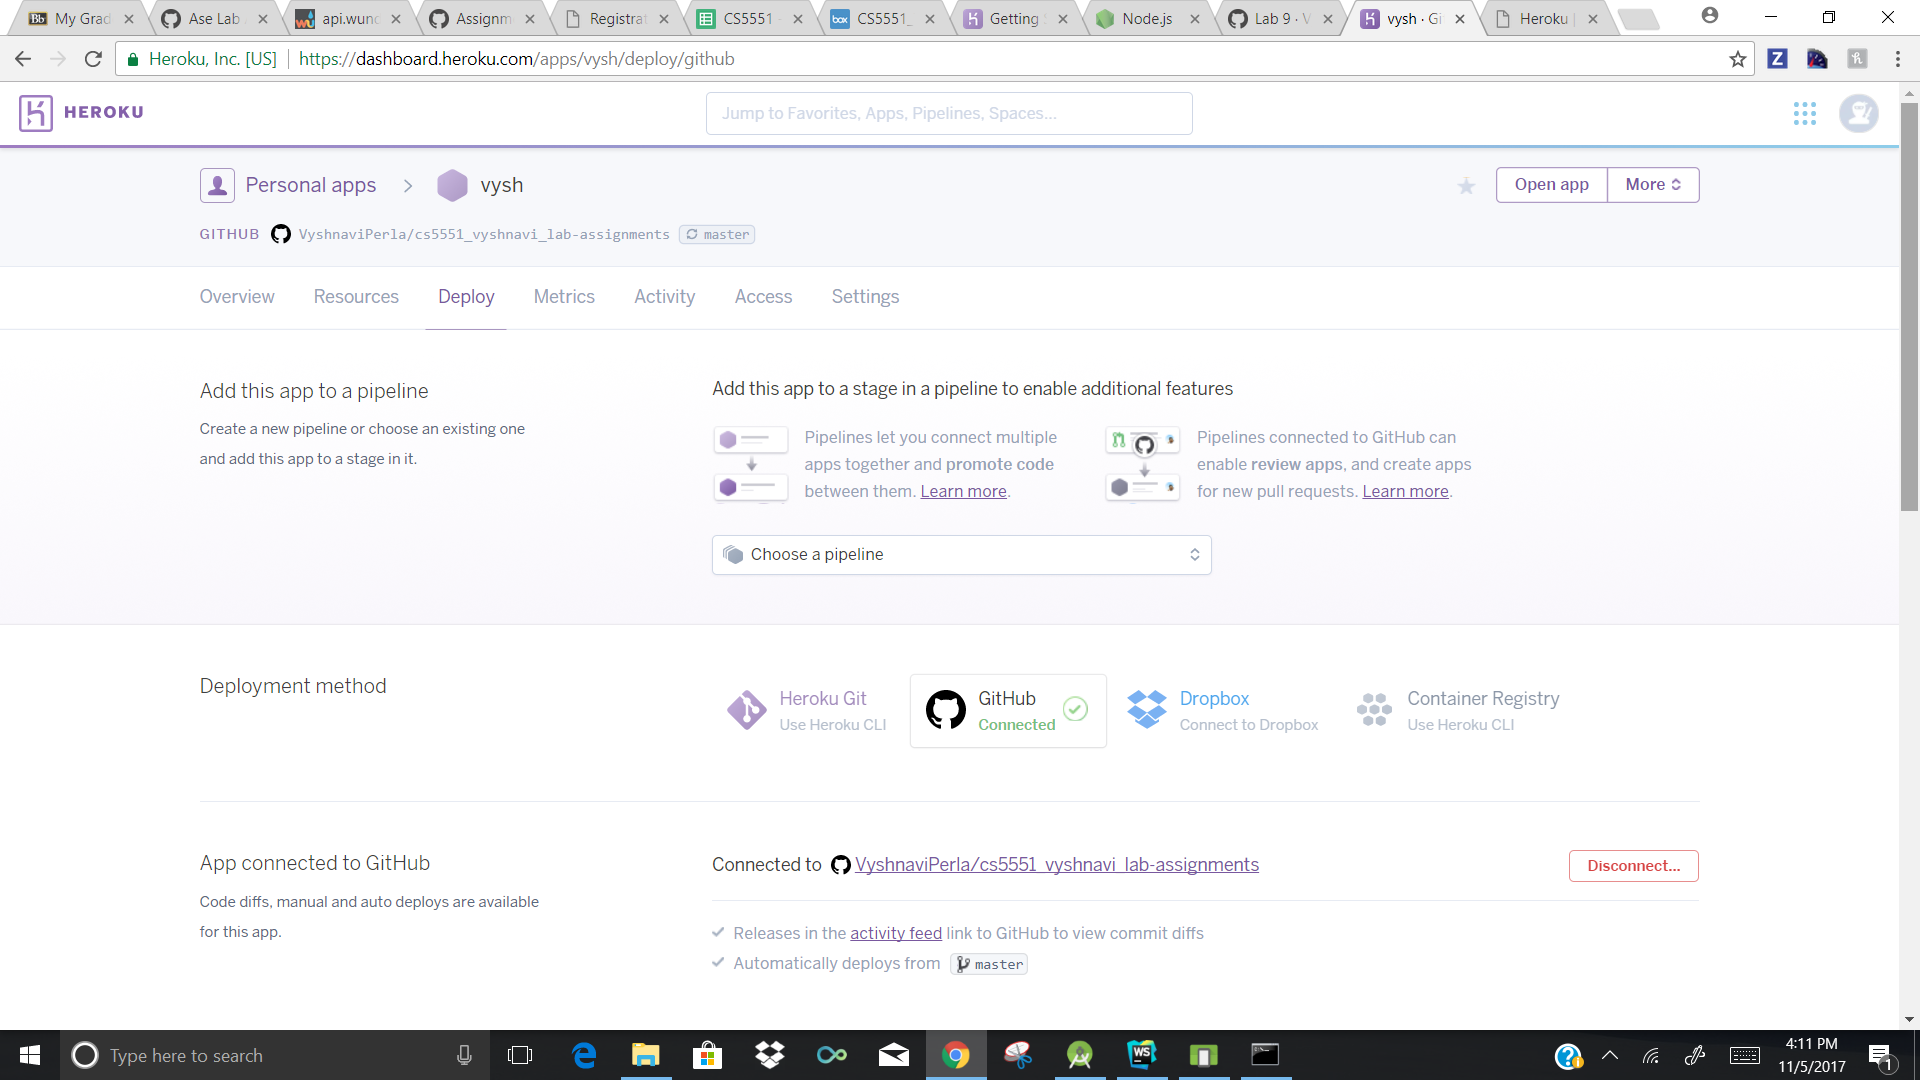 My Grad
Ase Lab
api.wund
Assignm
Registrat
CS5551
CS5551_
Getting
Node.js
Lab 9 · V
vysh · Gi
Heroku |
Heroku, Inc. [US]
https://dashboard.heroku.com/apps/vysh/deploy/github
HEROKU
Jump to Favorites, Apps, Pipelines, Spaces...
Personal apps
vysh
Open app
More
GITHUB VyshnaviPerla/cs5551_vyshnavi_lab-assignments master
Overview
Resources
Deploy
Metrics
Activity
Access
Settings
Add this app to a pipeline
Create a new pipeline or choose an existing one
and add this app to a stage in it.
Add this app to a stage in a pipeline to enable additional features
Pipelines let you connect multiple
apps together and promote code
between them. Learn more.
Pipelines connected to GitHub can
enable review apps, and create apps
for new pull requests. Learn more.
Choose a pipeline
Deployment method
Heroku Git
Use Heroku CLI
GitHub
Connected
Dropbox
Connect to Dropbox
Container Registry
Use Heroku CLI
App connected to GitHub
Code diffs, manual and auto deploys are available
for this app.
Connected to VyshnaviPerla/cs5551_vyshnavi_lab-assignments
Disconnect...
Releases in the activity feed link to GitHub to view commit diffs
Automatically deploys from master
Type here to search
4:11 PM
11/5/2017
1